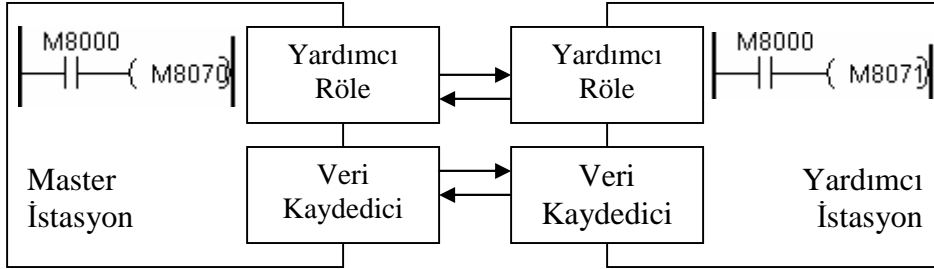 M8000
M8070
Yardımcı
Röle
Yardımcı
Röle
M8000
M8071
Master
İstasyon
Veri
Kaydedici
Veri
Kaydedici
Yardımcı
İstasyon